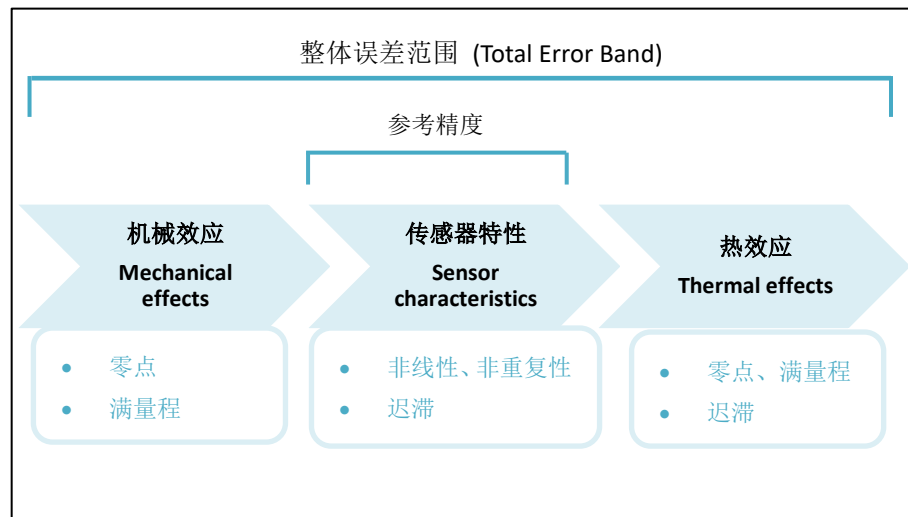 整体误差范围 (Total Error Band)
参考精度
机械效应
Mechanical
effects
传感器特性
Sensor
characteristics
热效应
Thermal effects
• 零点
• 满量程
• 非线性、非重复性
• 迟滞
• 零点、满量程
• 迟滞